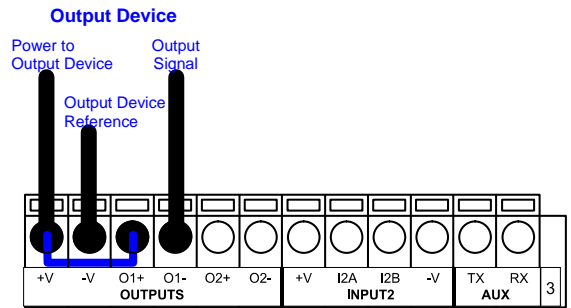 Output Device
Power to
Output Device
Output
Signal
Output Device
Reference
+V -V O1+ O1- O2+ O2- +V I2A I2B -V TX RX 3
OUTPUTS INPUT2 AUX